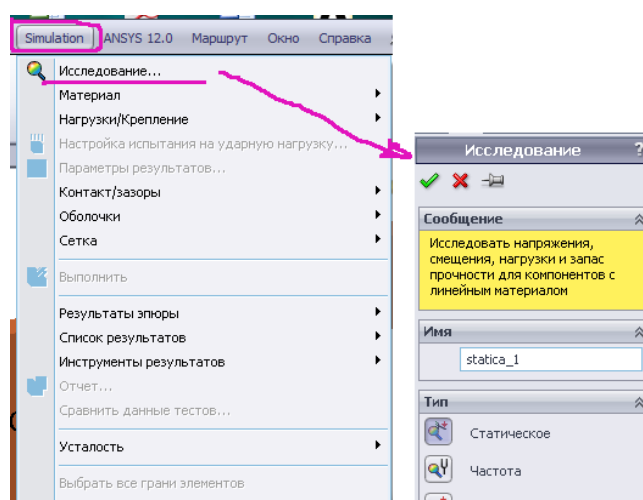 Simulation ANSYS 12.0 Маршрут Окно Справка
Исследование...
Материал
Нагрузки/Крепление
Настройка испытания на ударную нагрузку...
Параметры результатов...
Контакт/зазоры
Оболочки
Сетка
Выполнить
Результаты эпюры
Список результатов
Инструменты результатов
Отчет...
Сравнить данные тестов...
Усталость
Выбрать все грани элементов
Исследование ?
Сообщение
Исследовать напряжения,
смещения, нагрузки и запас
прочности для компонентов с
линейным материалом
Имя
statica_1
Тип
Статическое
Частота